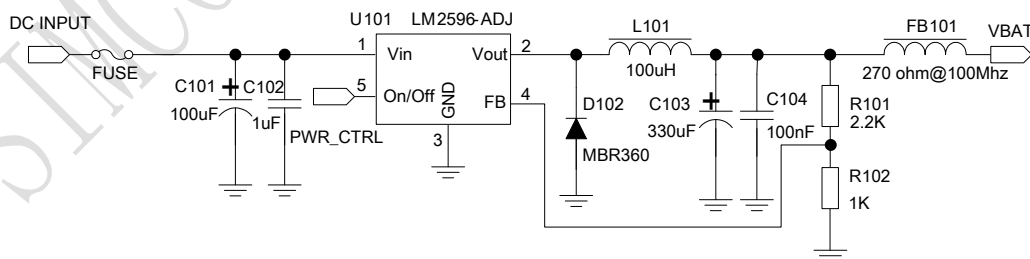 DC INPUT
FUSE
C101
100uF
+
C102
1uF
PWR_CTRL
U101 LM2596-ADJ
1
Vin
5
On/Off
GND
3
Vout
2
FB
4
D102
MBR360
L101
100uH
C103
330uF
+
C104
100nF
FB101
270 ohm@100Mhz
VBAT
R101
2.2K
R102
1K
SIMCO